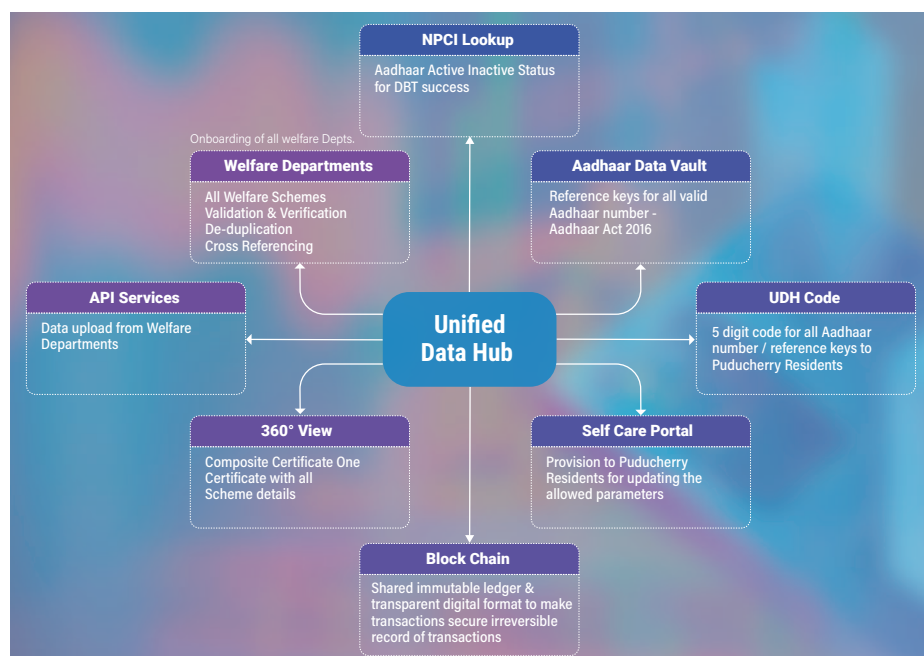 NPCI Lookup
Aadhaar Active Inactive Status
for DBT success
Onboarding of all welfare Depts.
Welfare Departments
All Welfare Schemes
Validation & Verification
De-duplication
Cross Referencing
Aadhaar Data Vault
Reference keys for all valid
Aadhaar number -
Aadhaar Act 2016
API Services
Data upload from Welfare
Departments
Unified
Data Hub
UDH Code
5 digit code for all Aadhaar
number / reference keys to
Puducherry Residents
360° View
Composite Certificate One
Certificate with all
Scheme details
Self Care Portal
Provision to Puducherry
Residents for updating the
allowed parameters
Block Chain
Shared immutable ledger &
transparent digital format to make
transactions secure irreversible
record of transactions